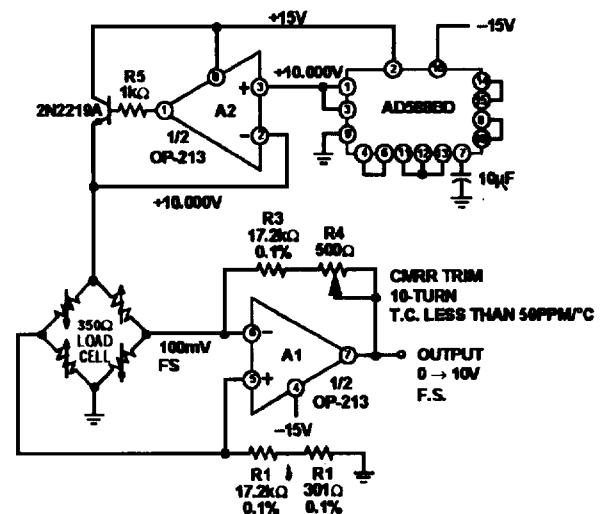 +15V
−15V
R5
1kΩ
2N2219A
A2
1/2
OP-213
+10.000V
AD588BD
+10.000V
10µF
R3
17.2kΩ
0.1%
R4
500Ω
CMRR TRIM
10-TURN
T.C. LESS THAN 50PPM/°C
350Ω
LOAD
CELL
100mV
FS
A1
1/2
OP-213
−15V
OUTPUT
0 → 10V
F.S.
R1
17.2kΩ
0.1%
R1
301Ω
0.1%
8
3
1
2
+
−
2
1
3
9
4
6
11
12
13
7
14
8
6
−
5
+
7
4